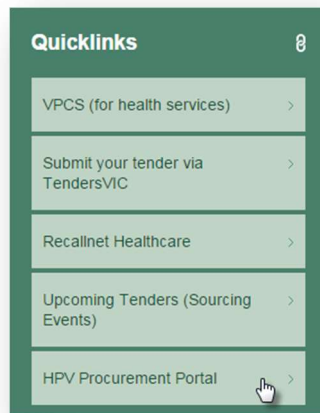 Quicklinks
VPCS (for health services)
Submit your tender via
TendersVIC
Recallnet Healthcare
Upcoming Tenders (Sourcing
Events)
HPV Procurement Portal